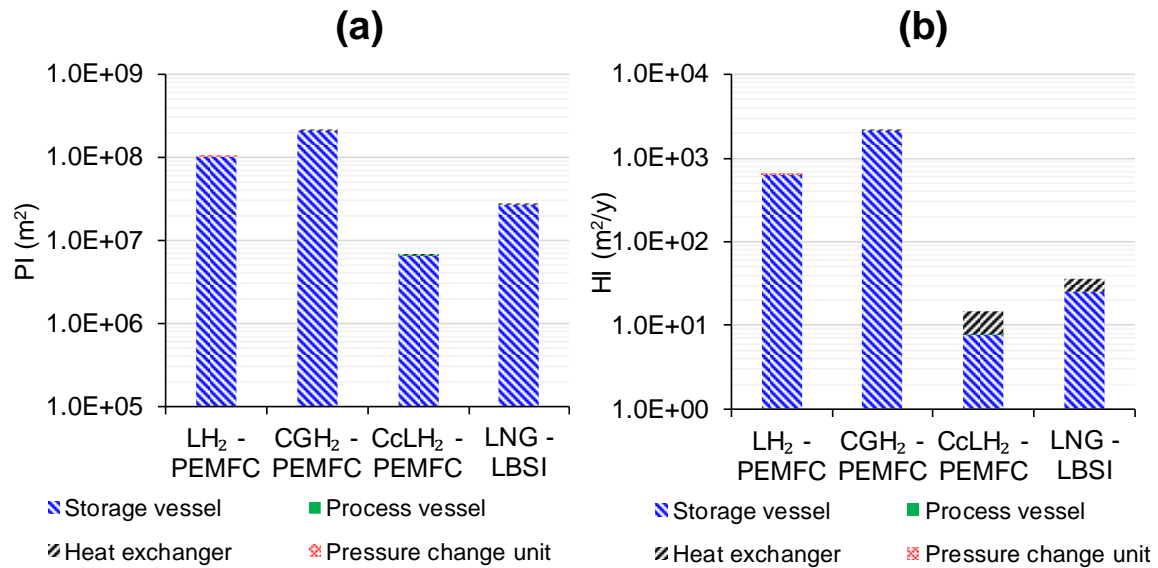 (a)
PI (m²)
1.0E+09
1.0E+08
1.0E+07
1.0E+06
1.0E+05
LH₂ - PEMFC
CGH₂ - PEMFC
CcLH₂ - PEMFC
LNG - LBSI
Storage vessel
Process vessel
Heat exchanger
Pressure change unit
(b)
HI (m²/y)
1.0E+04
1.0E+03
1.0E+02
1.0E+01
1.0E+00
LH₂ - PEMFC
CGH₂ - PEMFC
CcLH₂ - PEMFC
LNG - LBSI
Storage vessel
Process vessel
Heat exchanger
Pressure change unit